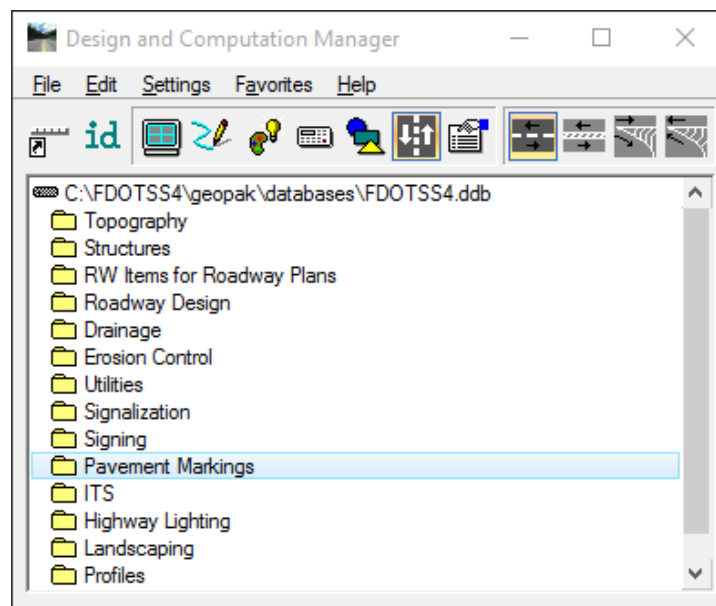 Design and Computation Manager
File Edit Settings Favorites Help
id
C:\FDOTSS4\geopak\databases\FDOTSS4.ddb
Topography
Structures
RW Items for Roadway Plans
Roadway Design
Drainage
Erosion Control
Utilities
Signalization
Signing
Pavement Markings
ITS
Highway Lighting
Landscaping
Profiles